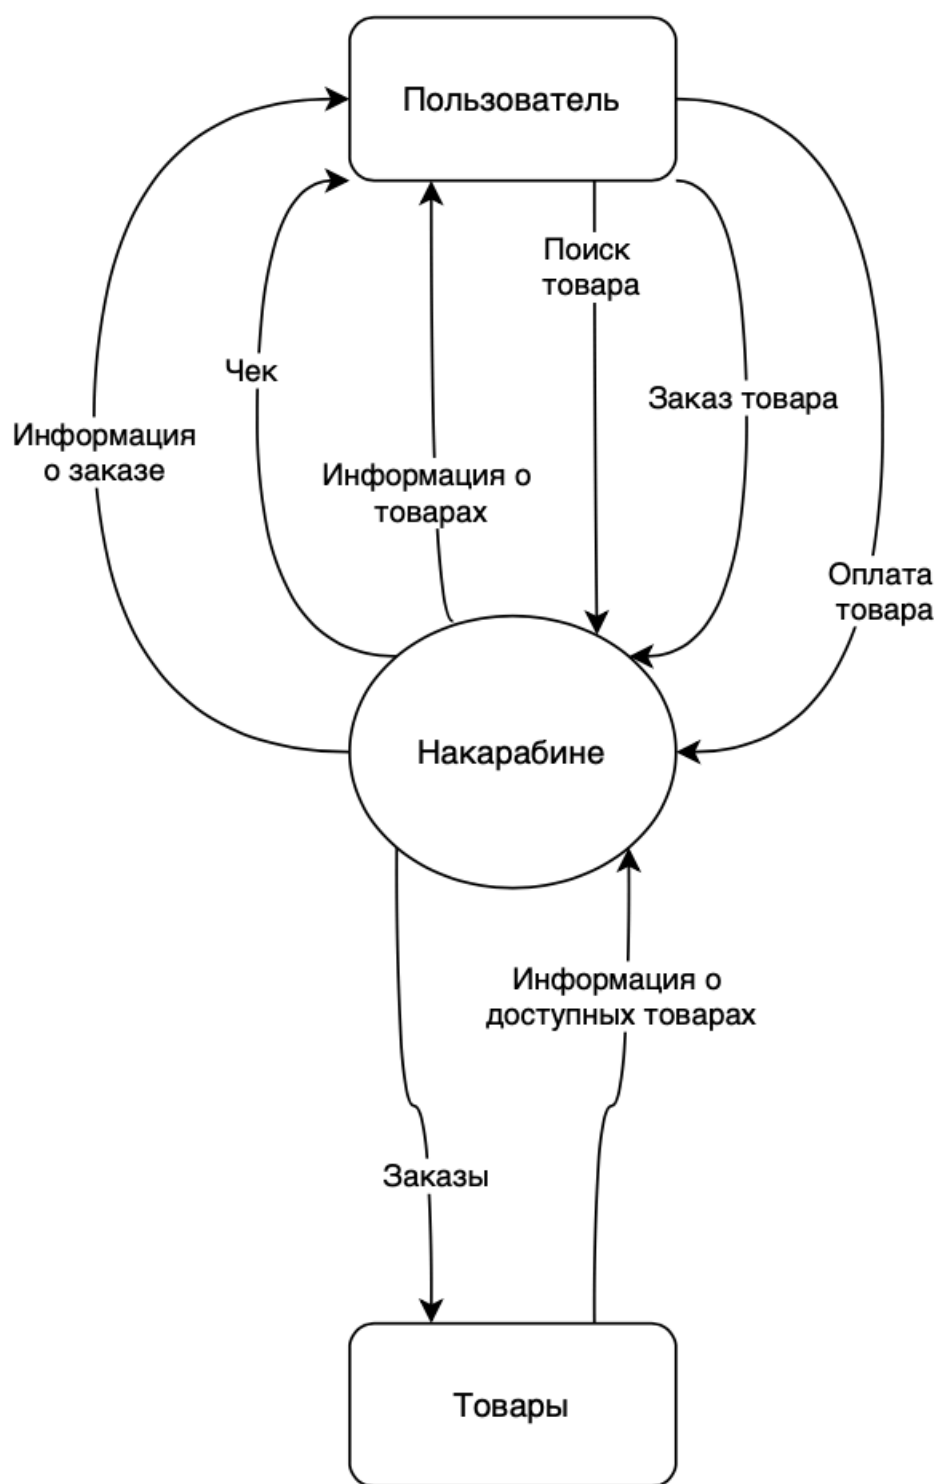 Пользователь
Поиск
товара
Чек
Заказ товара
Информация
о заказе
Информация о
товарах
Оплата
товара
Накарабине
Информация о
доступных товарах
Заказы
Товары